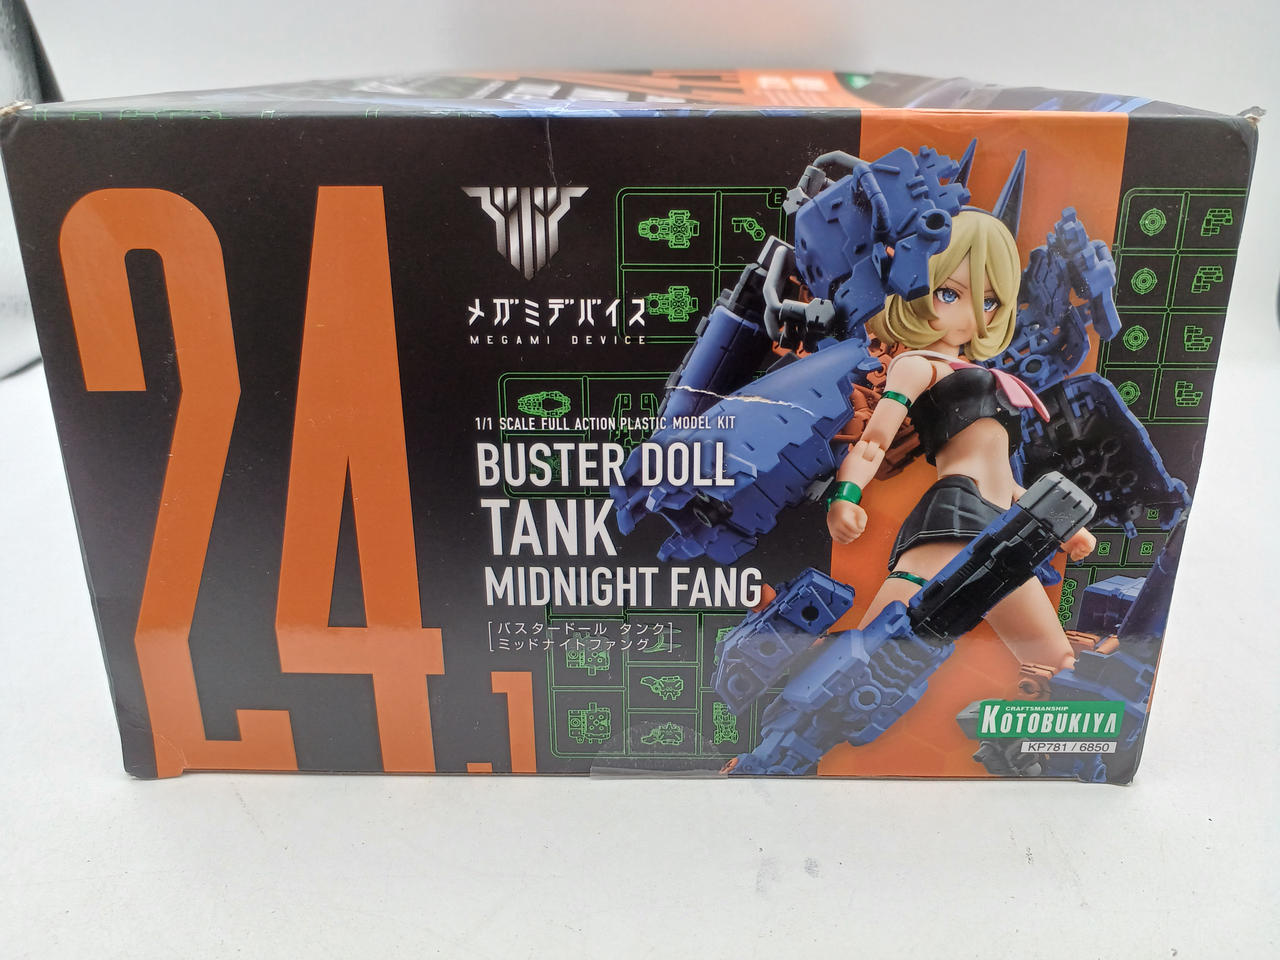 24.1
メガミデバイス
MEGAMI DEVICE
1/1 SCALE FULL ACTION PLASTIC MODEL KIT
BUSTER DOLL
TANK
MIDNIGHT FANG
[バスタードール タンク
ミッドナイトファング]
E
CRAFTSMANSHIP
KOTOBUKIYA
KP781 / 6850